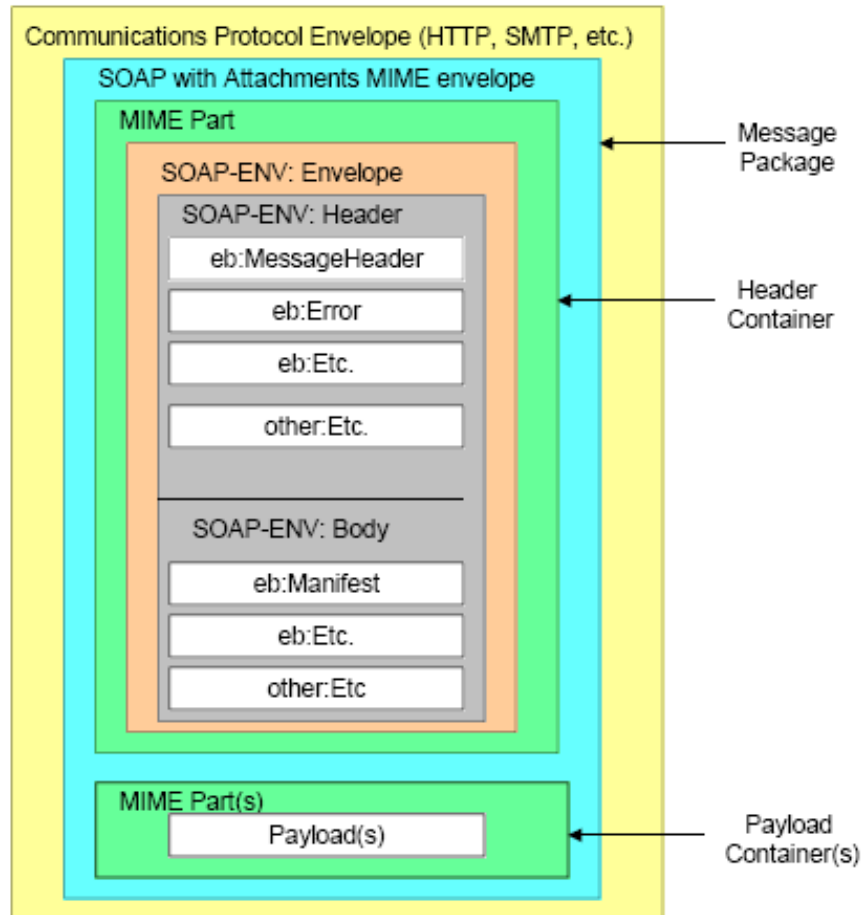 Communications Protocol Envelope (HTTP, SMTP, etc.)
SOAP with Attachments MIME envelope
MIME Part
SOAP-ENV: Envelope
SOAP-ENV: Header
eb:MessageHeader
eb:Error
eb:Etc.
other:Etc.
SOAP-ENV: Body
eb:Manifest
eb:Etc.
other:Etc
MIME Part(s)
Payload(s)
Message
Package
Header
Container
Payload
Container(s)